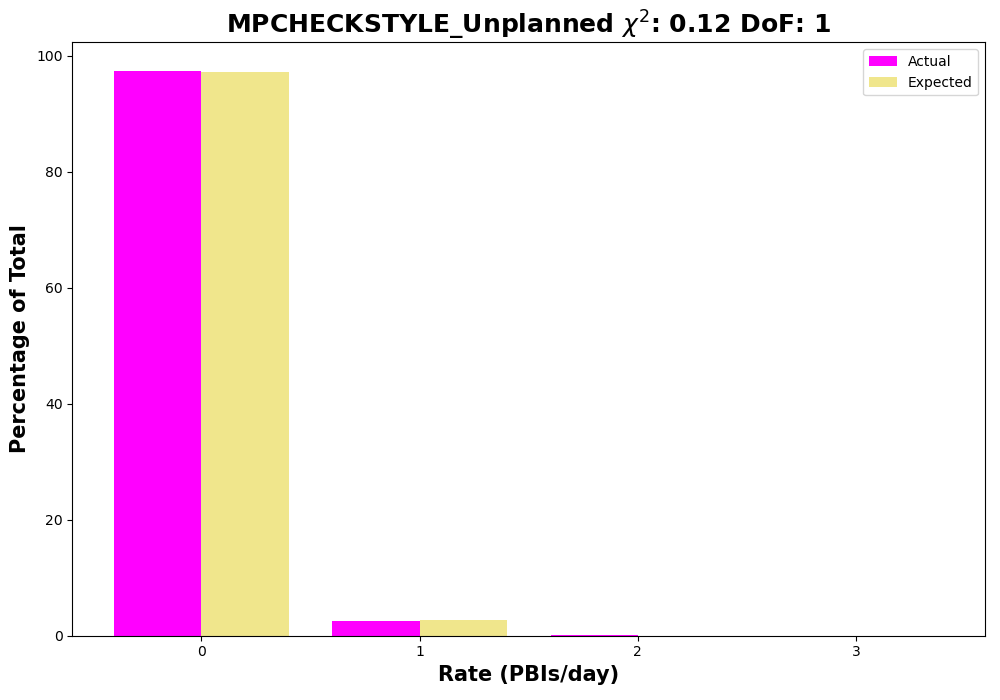 MPCHECKSTYLE_Unplanned χ²: 0.12 DoF: 1
Actual
Expected
100
80
60
40
20
0
Percentage of Total
0 1 2 3
Rate (PBIs/day)